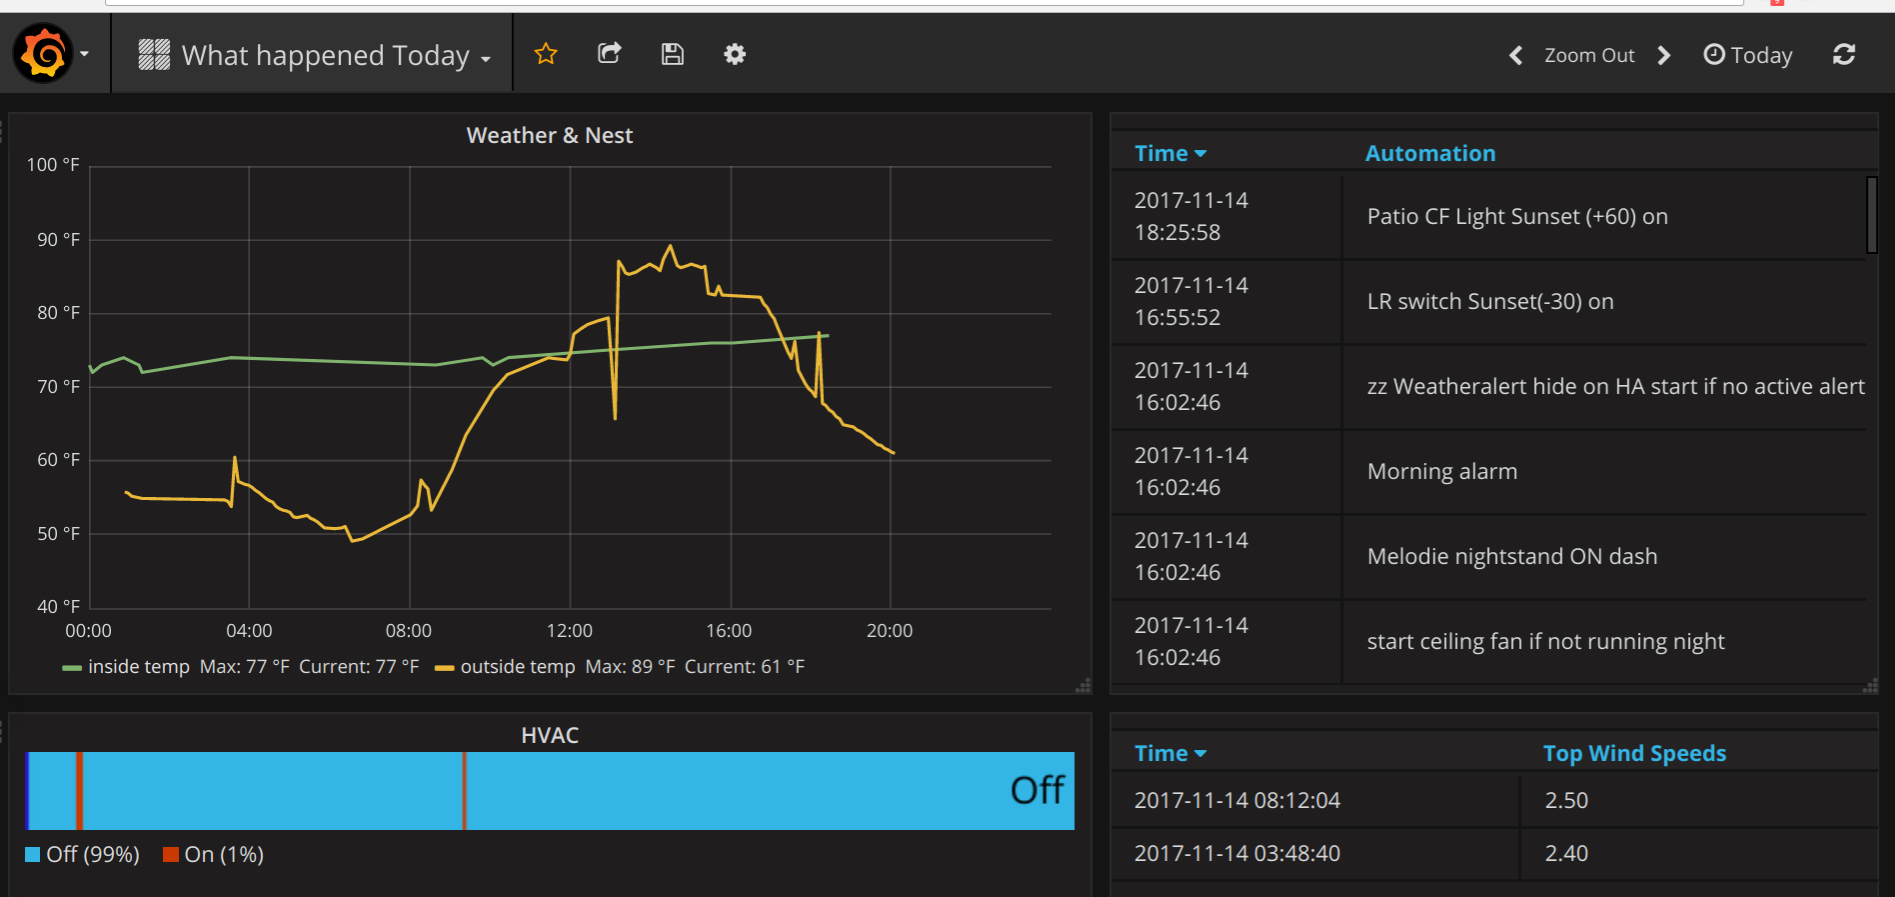 What happened Today
Zoom Out
Today
Weather & Nest
100 °F
90 °F
80 °F
70 °F
60 °F
50 °F
40 °F
00:00 04:00 08:00 12:00 16:00 20:00
inside temp Max: 77 °F Current: 77 °F outside temp Max: 89 °F Current: 61 °F
Time Automation
2017-11-14
18:25:58
Patio CF Light Sunset (+60) on
2017-11-14
16:55:52
LR switch Sunset(-30) on
2017-11-14
16:02:46
zz Weatheralert hide on HA start if no active alert
2017-11-14
16:02:46
Morning alarm
2017-11-14
16:02:46
Melodie nightstand ON dash
2017-11-14
16:02:46
start ceiling fan if not running night
HVAC
Off
Off (99%) On (1%)
Time Top Wind Speeds
2017-11-14 08:12:04 2.50
2017-11-14 03:48:40 2.40